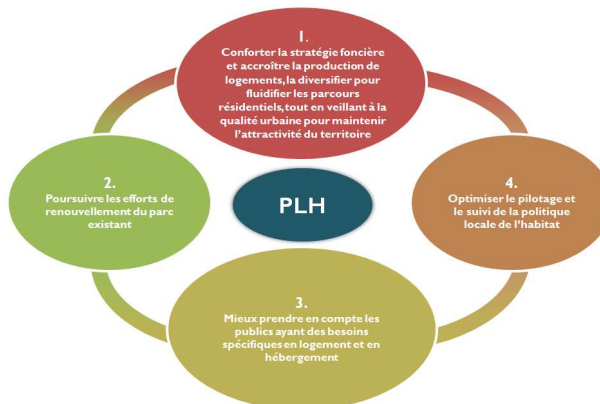 1.
Conforter la stratégie foncière
et accroître la production de
logements, la diversifier pour
fluidifier les parcours
résidentiels, tout en veillant à la
qualité urbaine pour maintenir
l'attractivité du territoire
2.
Poursuivre les efforts de
renouvellement du parc
existant
PLH
4.
Optimiser le pilotage et
le suivi de la politique
locale de l'habitat
3.
Mieux prendre en compte les
publics ayant des besoins
spécifiques en logement et en
hébergement